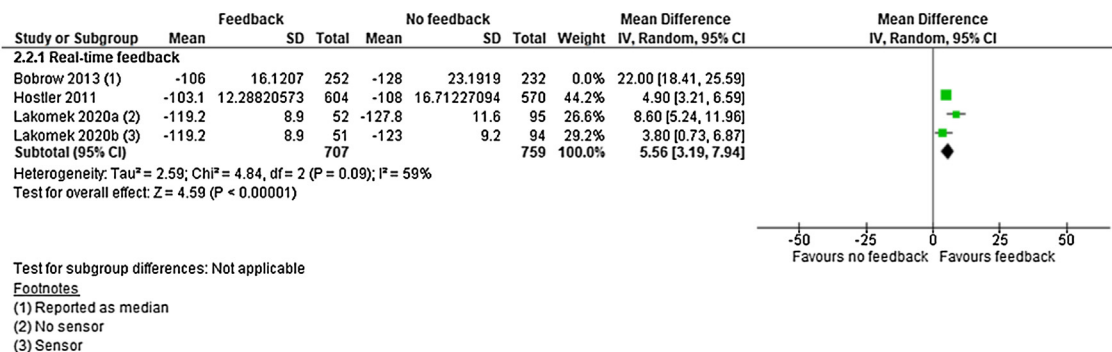 Feedback No feedback Mean Difference Mean Difference
Study or Subgroup Mean SD Total Mean SD Total Weight IV, Random, 95% CI IV, Random, 95% CI
2.2.1 Real-time feedback
Bobrow 2013 (1) -106 16.1207 252 -128 23.1919 232 0.0% 22.00 [18.41, 25.59]
Hostler 2011 -103.1 12.28820573 604 -108 16.71227094 570 44.2% 4.90 [3.21, 6.59]
Lakomek 2020a (2) -119.2 8.9 52 -127.8 11.6 95 26.6% 8.60 [5.24, 11.96]
Lakomek 2020b (3) -119.2 8.9 51 -123 9.2 94 29.2% 3.80 [0.73, 6.87]
Subtotal (95% CI) 707 759 100.0% 5.56 [3.19, 7.94]
Heterogeneity: Tau² = 2.59; Chi² = 4.84, df = 2 (P = 0.09); I² = 59%
Test for overall effect: Z = 4.59 (P < 0.00001)
-50 -25 0 25 50
Favours no feedback Favours feedback
Test for subgroup differences: Not applicable
Footnotes
(1) Reported as median
(2) No sensor
(3) Sensor